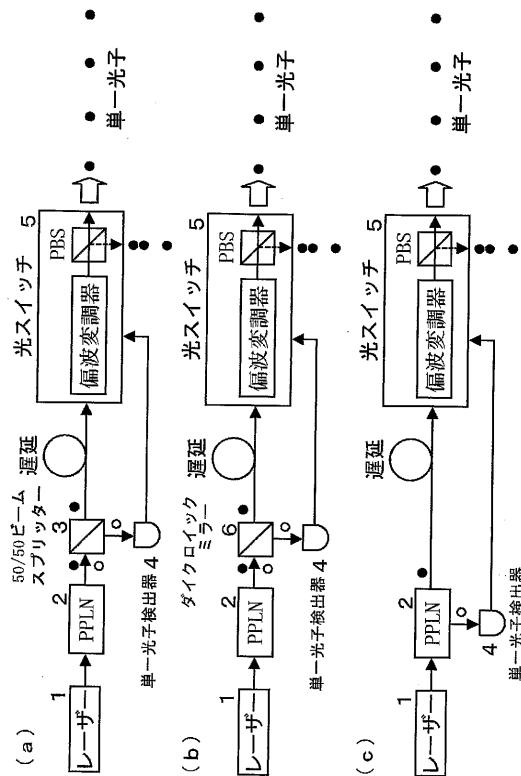 (a)
レーザー
1
PPLN
2
50/50ビーム
スプリッター
3
遅延
単一光子検出器 4
光スイッチ
5
偏波変調器
PBS
単一光子
(b)
レーザー
1
PPLN
2
ダイクロイック
ミラー
6
遅延
単一光子検出器 4
光スイッチ
5
偏波変調器
PBS
単一光子
(c)
レーザー
1
PPLN
2
遅延
4
単一光子検出器
光スイッチ
5
偏波変調器
PBS
単一光子